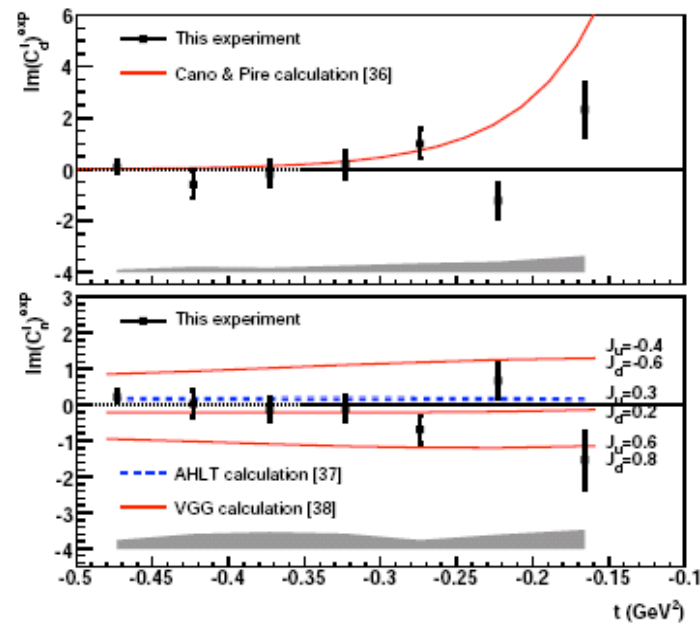 Im(C^I_d)^exp
6
4
2
0
-2
-4
This experiment
Cano & Pire calculation [36]
Im(C^I_n)^exp
3
2
1
0
-1
-2
-3
-4
This experiment
AHLT calculation [37]
VGG calculation [38]
J_u=-0.4
J_d=-0.6
J_u=0.3
J_d=0.2
J_u=0.6
J_d=0.8
-0.5 -0.45 -0.4 -0.35 -0.3 -0.25 -0.2 -0.15 -0.1
t (GeV²)